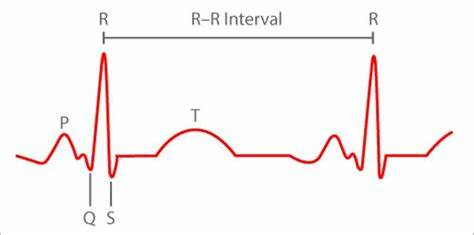 R R–R Interval R
P
T
Q S